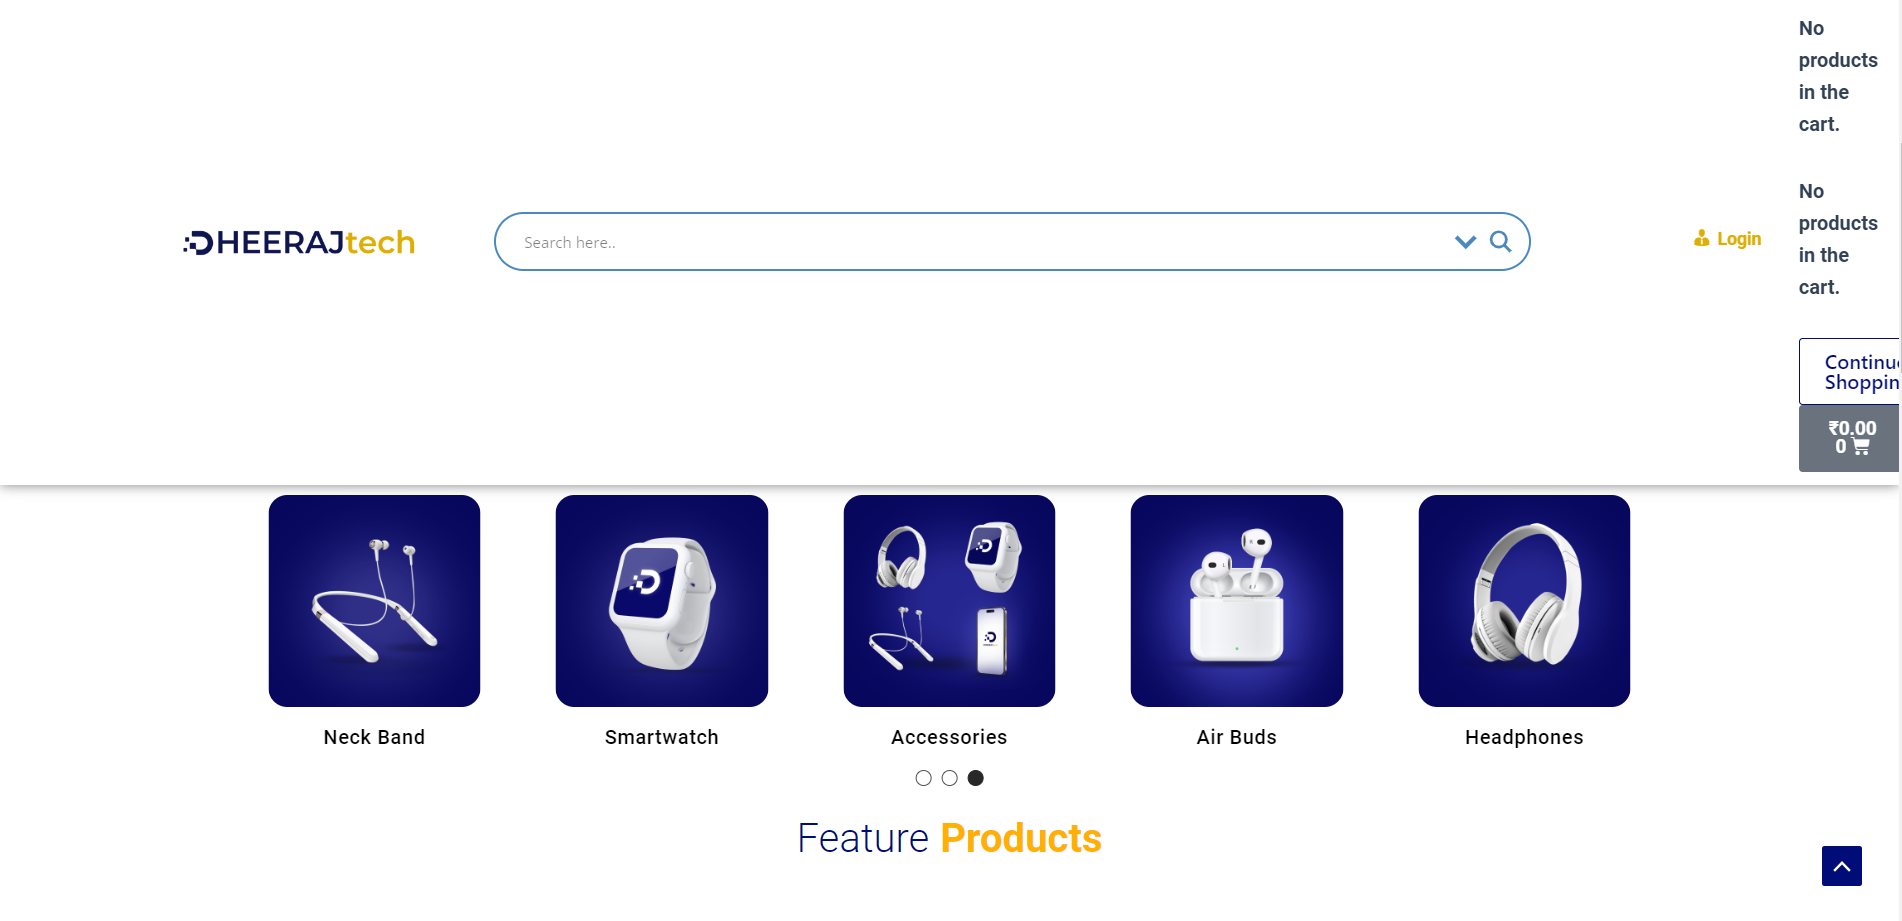 No
products
in the
cart.
No
products
in the
cart.
DHEERAJtech
Search here..
Login
Continue
Shoppin
₹0.00
0
Neck Band
Smartwatch
Accessories
Air Buds
Headphones
Feature Products